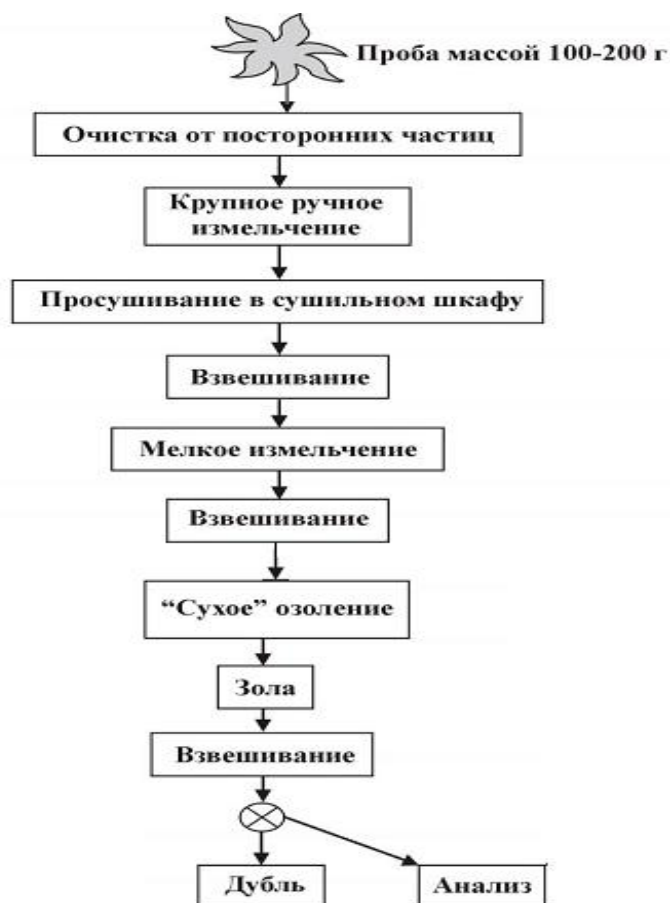 Проба массой 100-200 г
Очистка от посторонних частиц
Крупное ручное
измельчение
Просушивание в сушильном шкафу
Взвешивание
Мелкое измельчение
Взвешивание
“Сухое” озоление
Зола
Взвешивание
Дубль
Анализ